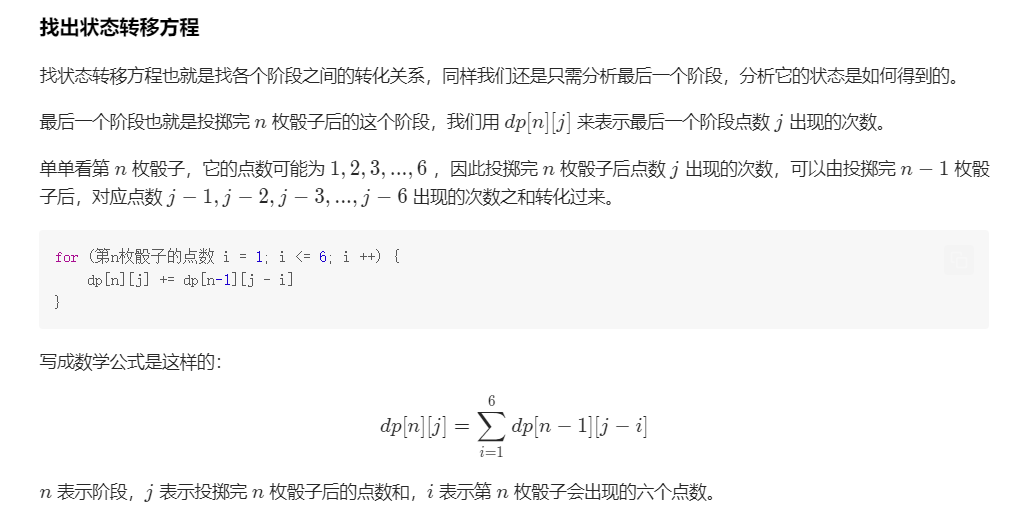 找出状态转移方程
找状态转移方程也就是找各个阶段之间的转化关系，同样我们还是只需分析最后一个阶段，分析它的状态是如何得到的。
最后一个阶段也就是投掷完 n 枚骰子后的这个阶段，我们用 dp[n][j] 来表示最后一个阶段点数 j 出现的次数。
单单看第 n 枚骰子，它的点数可能为 1, 2, 3, ..., 6 ，因此投掷完 n 枚骰子后点数 j 出现的次数，可以由投掷完 n − 1 枚骰
子后，对应点数 j − 1, j − 2, j − 3, ..., j − 6 出现的次数之和转化过来。
for (第n枚骰子的点数 i = 1; i <= 6; i ++) {
    dp[n][j] += dp[n-1][j - i]
}
写成数学公式是这样的：
dp[n][j] = ∑_{i=1}^{6} dp[n − 1][j − i]
n 表示阶段，j 表示投掷完 n 枚骰子后的点数和，i 表示第 n 枚骰子会出现的六个点数。